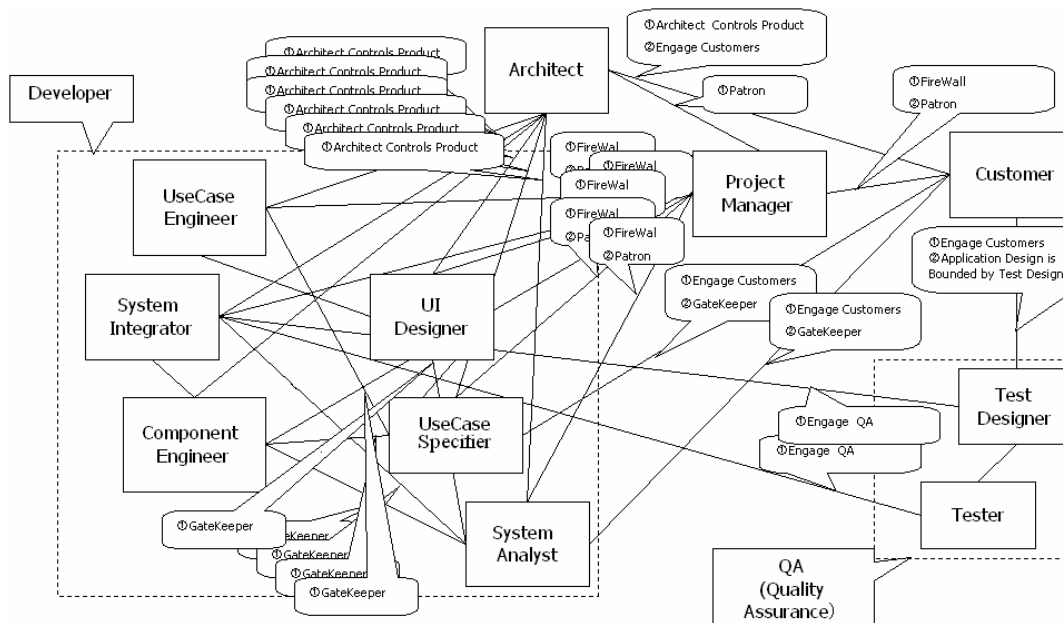 ①Architect Controls Product
②Engage Customers
①Architect Controls Product
①Architect Controls Product
①Architect Controls Product
①Architect Controls Product
①Architect Controls Product
①Architect Controls Product
Architect
①Patron
①FireWall
②Patron
Developer
①FireWal
①FireWal
①FireWal
①FireWal
②Pa
①FireWal
②Patron
UseCase
Engineer
Project
Manager
Customer
①Engage Customers
②Application Design is
Bounded by Test Design
①Engage Customers
②GateKeeper
①Engage Customers
②GateKeeper
System
Integrator
UI
Designer
Test
Designer
①Engage QA
①Engage QA
Component
Engineer
UseCase
Specifier
①GateKeeper
eKeeper
①GateKeeper
①GateKeeper
①GateKeeper
System
Analyst
Tester
QA
(Quality
Assurance)